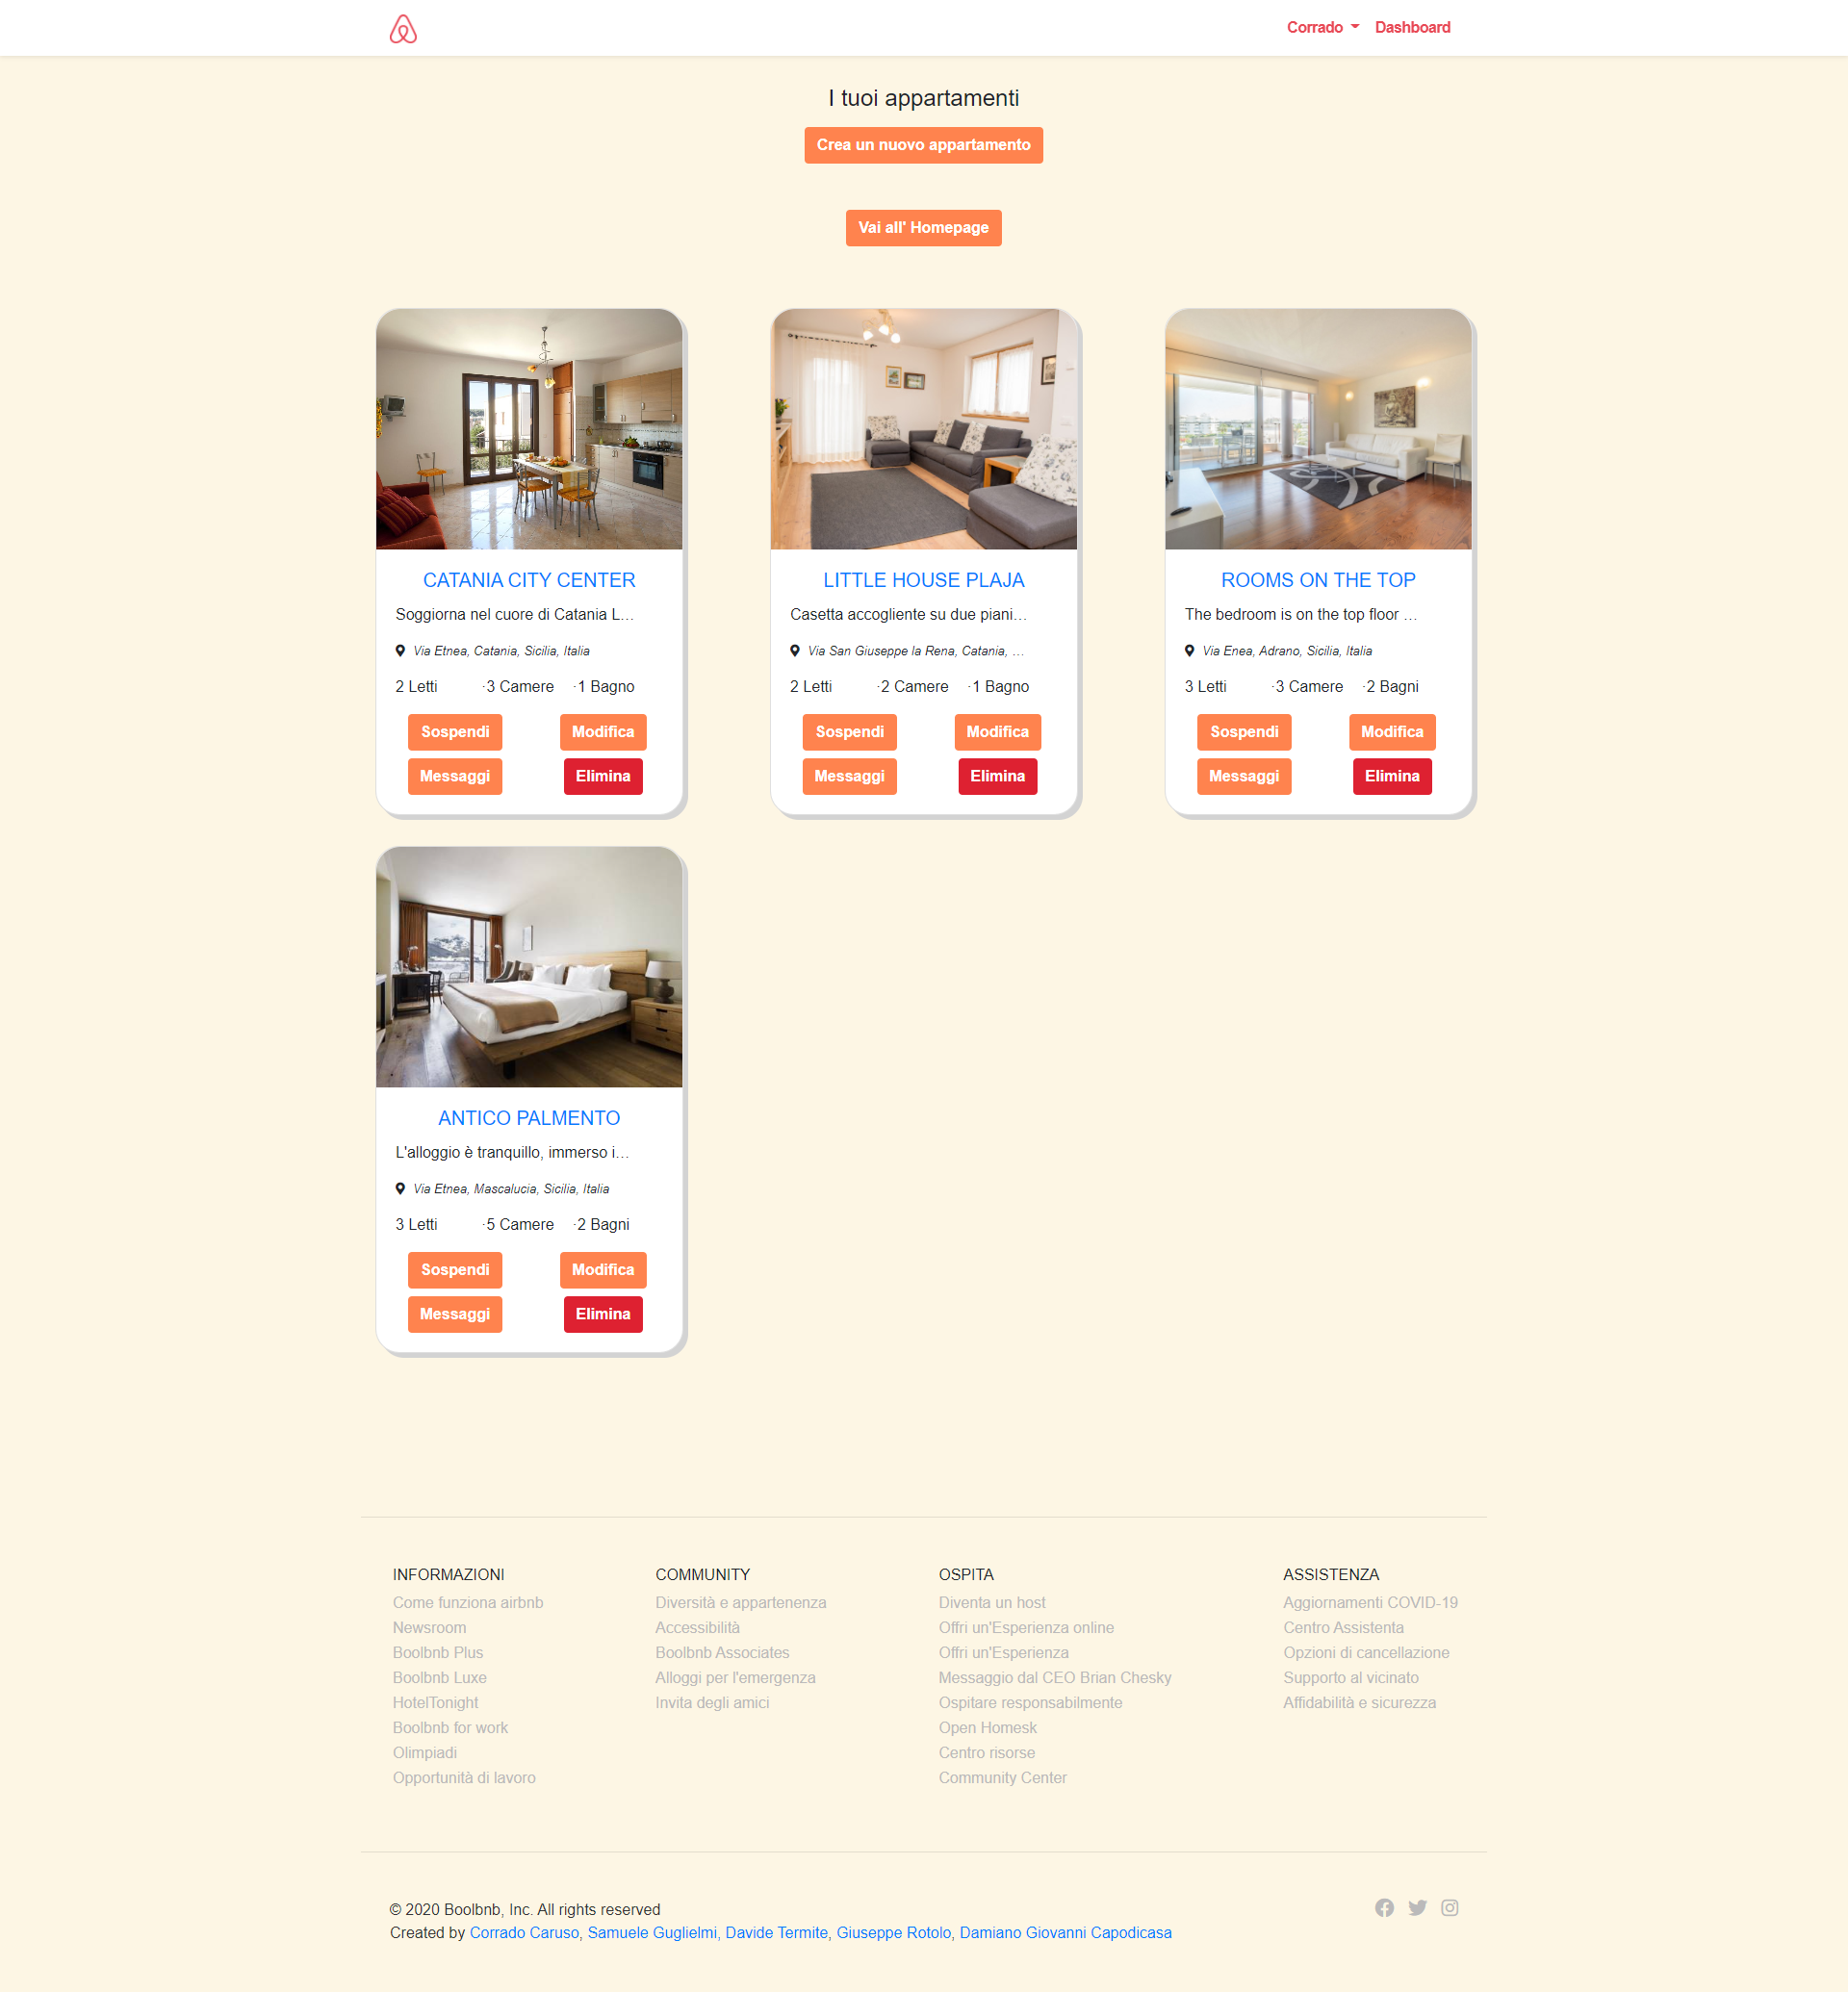 Corrado Dashboard
I tuoi appartamenti
Crea un nuovo appartamento
Vai all' Homepage
CATANIA CITY CENTER
Soggiorna nel cuore di Catania L...
Via Etnea, Catania, Sicilia, Italia
2 Letti ·3 Camere ·1 Bagno
Sospendi Modifica
Messaggi Elimina
LITTLE HOUSE PLAJA
Casetta accogliente su due piani...
Via San Giuseppe la Rena, Catania, ...
2 Letti ·2 Camere ·1 Bagno
Sospendi Modifica
Messaggi Elimina
ROOMS ON THE TOP
The bedroom is on the top floor ...
Via Enea, Adrano, Sicilia, Italia
3 Letti ·3 Camere ·2 Bagni
Sospendi Modifica
Messaggi Elimina
ANTICO PALMENTO
L'alloggio è tranquillo, immerso i...
Via Etnea, Mascalucia, Sicilia, Italia
3 Letti ·5 Camere ·2 Bagni
Sospendi Modifica
Messaggi Elimina
INFORMAZIONI
Come funziona airbnb
Newsroom
Boolbnb Plus
Boolbnb Luxe
HotelTonight
Boolbnb for work
Olimpiadi
Opportunità di lavoro
COMMUNITY
Diversità e appartenenza
Accessibilità
Boolbnb Associates
Alloggi per l'emergenza
Invita degli amici
OSPITA
Diventa un host
Offri un'Esperienza online
Offri un'Esperienza
Messaggio dal CEO Brian Chesky
Ospitare responsabilmente
Open Homesk
Centro risorse
Community Center
ASSISTENZA
Aggiornamenti COVID-19
Centro Assistenta
Opzioni di cancellazione
Supporto al vicinato
Affidabilità e sicurezza
© 2020 Boolbnb, Inc. All rights reserved
Created by Corrado Caruso, Samuele Guglielmi, Davide Termite, Giuseppe Rotolo, Damiano Giovanni Capodicasa